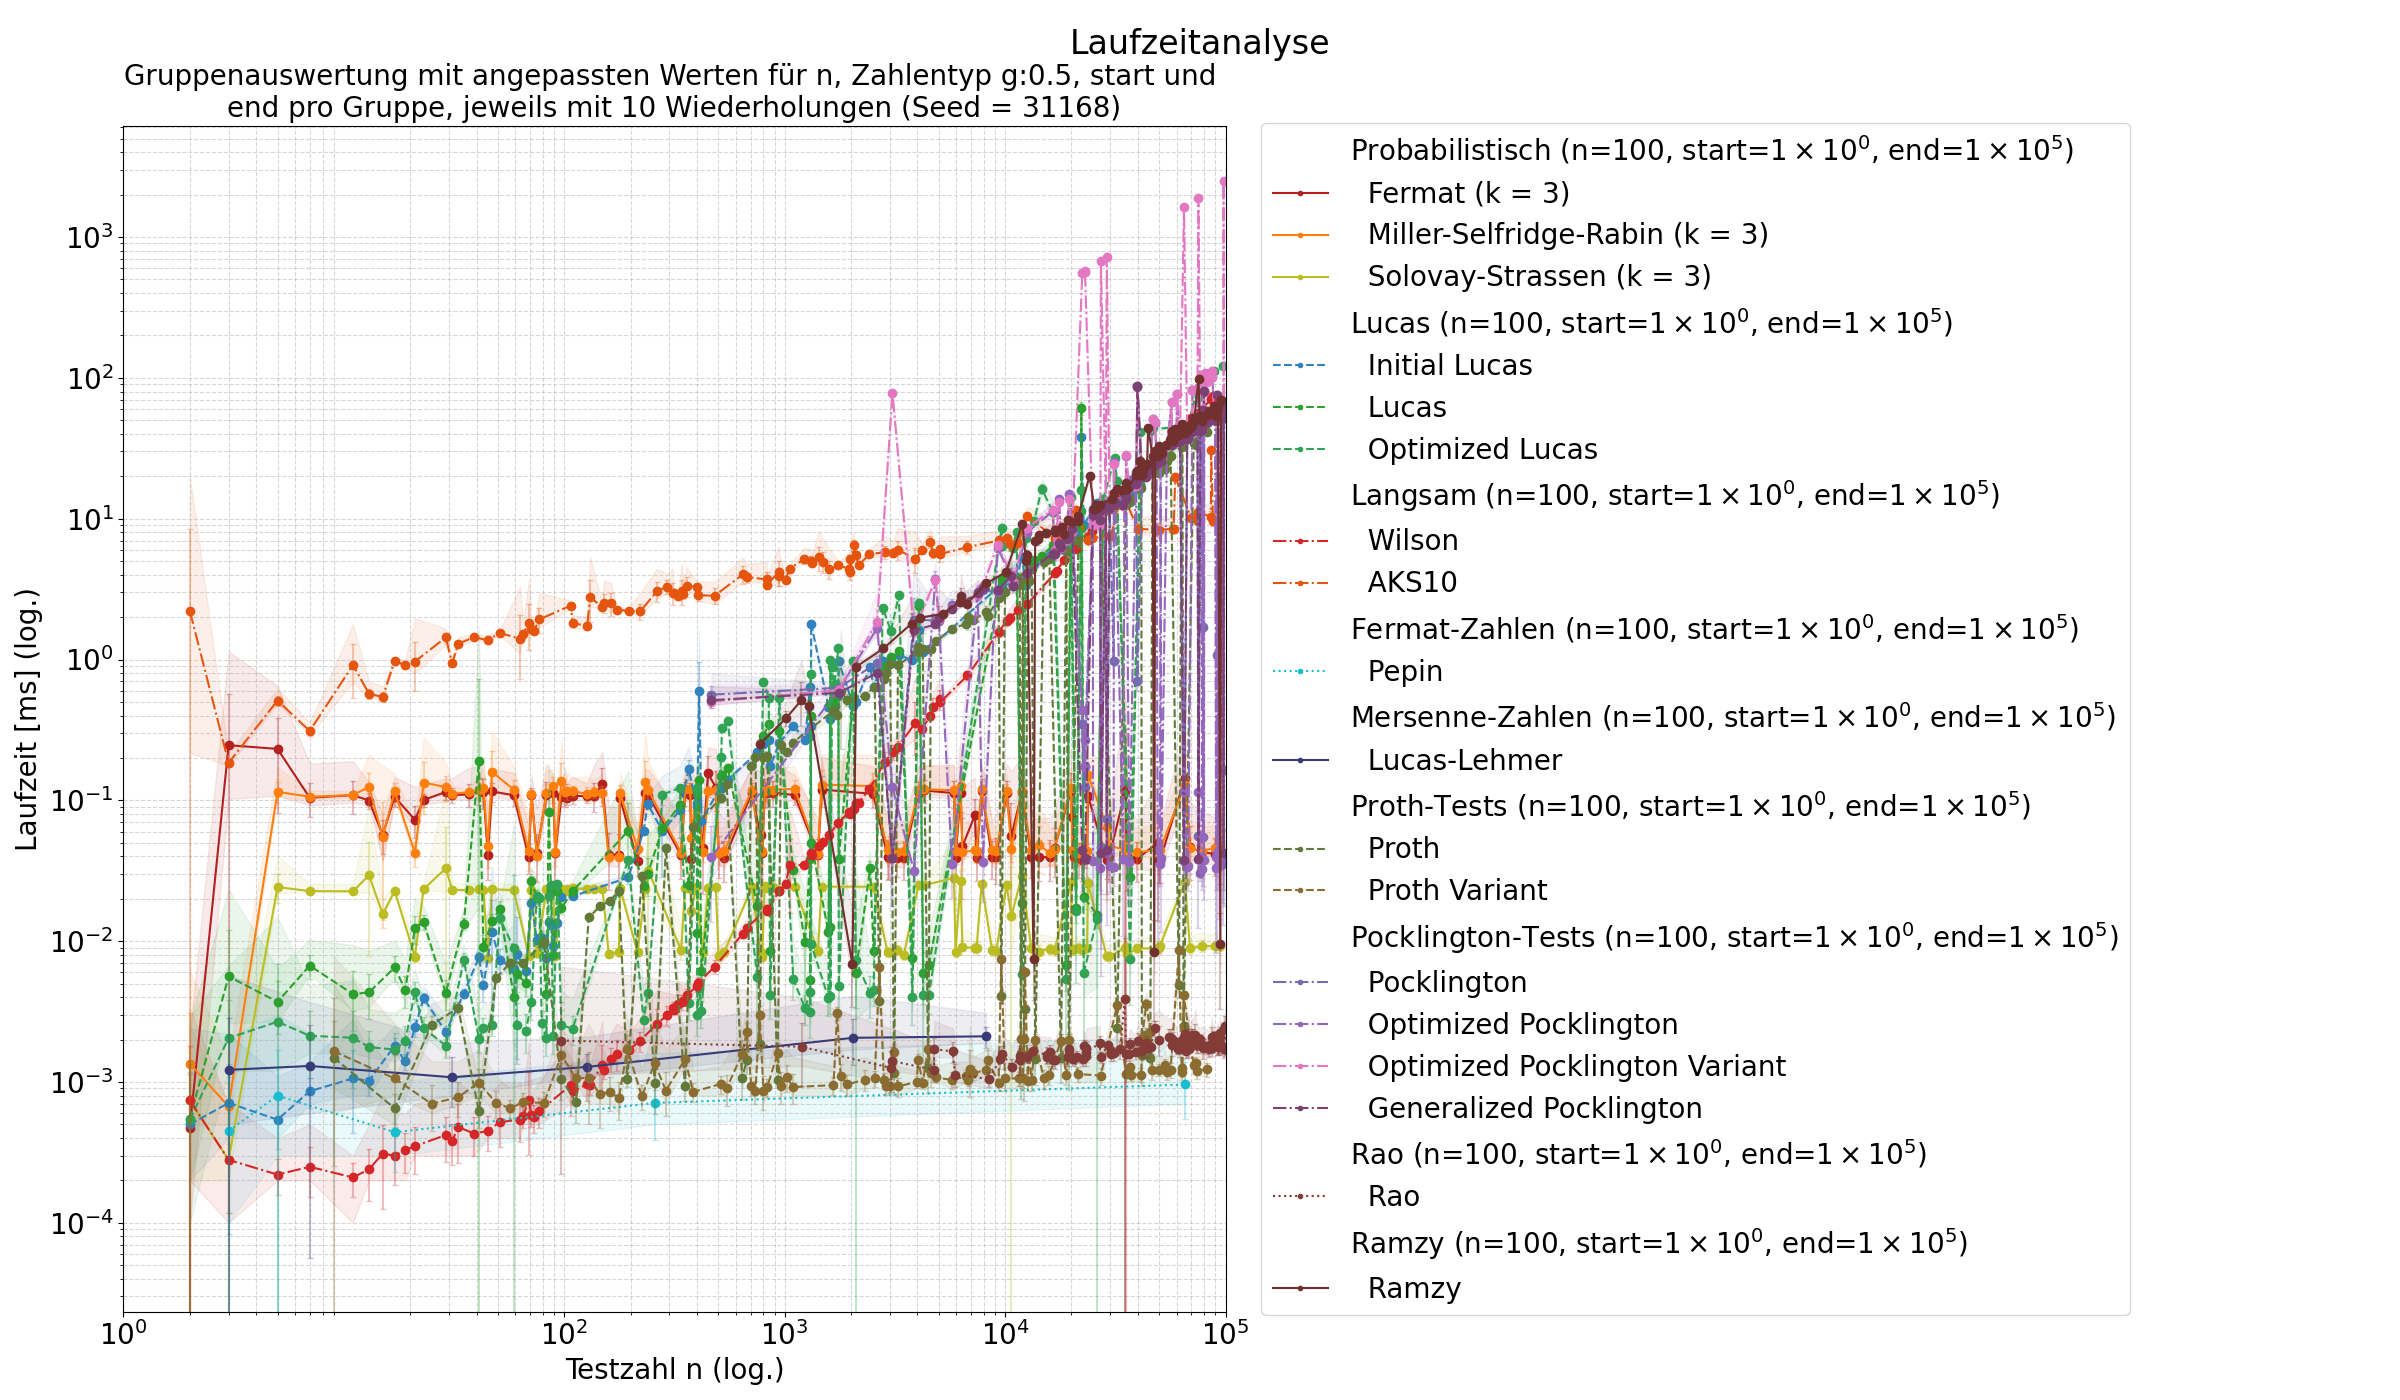 Laufzeitanalyse
Gruppenauswertung mit angepassten Werten für n, Zahlentyp g:0.5, start und
end pro Gruppe, jeweils mit 10 Wiederholungen (Seed = 31168)
Laufzeit [ms] (log.)
10³
10²
10¹
10⁰
10⁻¹
10⁻²
10⁻³
10⁻⁴
10⁰
10²
10³
10⁴
10⁵
Testzahl n (log.)
Probabilistisch (n=100, start=1 × 10⁰, end=1 × 10⁵)
Fermat (k = 3)
Miller-Selfridge-Rabin (k = 3)
Solovay-Strassen (k = 3)
Lucas (n=100, start=1 × 10⁰, end=1 × 10⁵)
Initial Lucas
Lucas
Optimized Lucas
Langsam (n=100, start=1 × 10⁰, end=1 × 10⁵)
Wilson
AKS10
Fermat-Zahlen (n=100, start=1 × 10⁰, end=1 × 10⁵)
Pepin
Mersenne-Zahlen (n=100, start=1 × 10⁰, end=1 × 10⁵)
Lucas-Lehmer
Proth-Tests (n=100, start=1 × 10⁰, end=1 × 10⁵)
Proth
Proth Variant
Pocklington-Tests (n=100, start=1 × 10⁰, end=1 × 10⁵)
Pocklington
Optimized Pocklington
Optimized Pocklington Variant
Generalized Pocklington
Rao (n=100, start=1 × 10⁰, end=1 × 10⁵)
Rao
Ramzy (n=100, start=1 × 10⁰, end=1 × 10⁵)
Ramzy